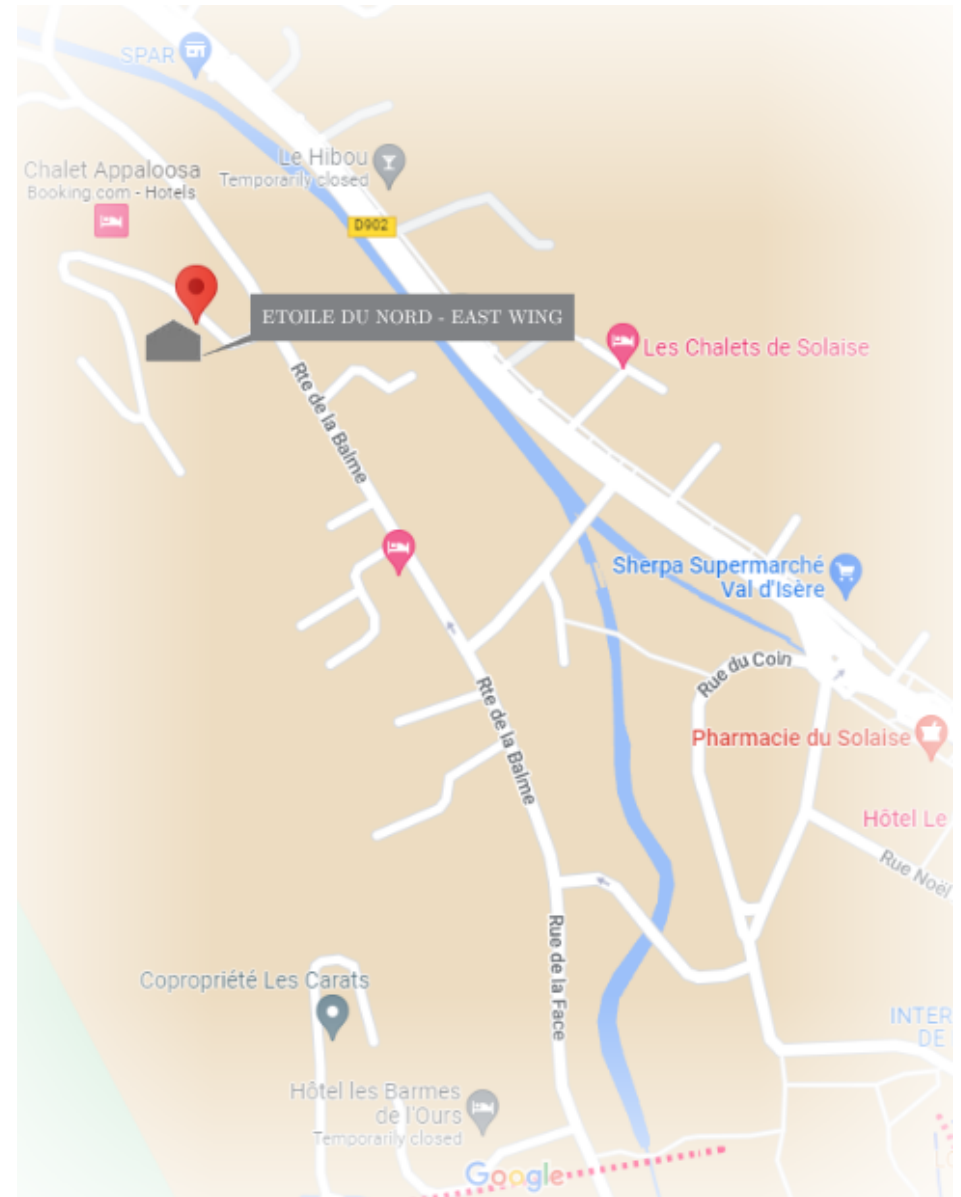 SPAR
Le Hibou
Temporarily closed
Chalet Appaloosa
Booking.com - Hotels
D902
ETOILE DU NORD - EAST WING
Les Chalets de Solaise
Rte de la Balme
Sherpa Supermarché
Val d'Isère
Rue du Coin
Rte de la Balme
Pharmacie du Solaise
Hôtel Le
Rue Noël
Rue de la Face
Copropriété Les Carats
INTER
DE
Hôtel les Barmes
de l'Ours
Temporarily closed
Google